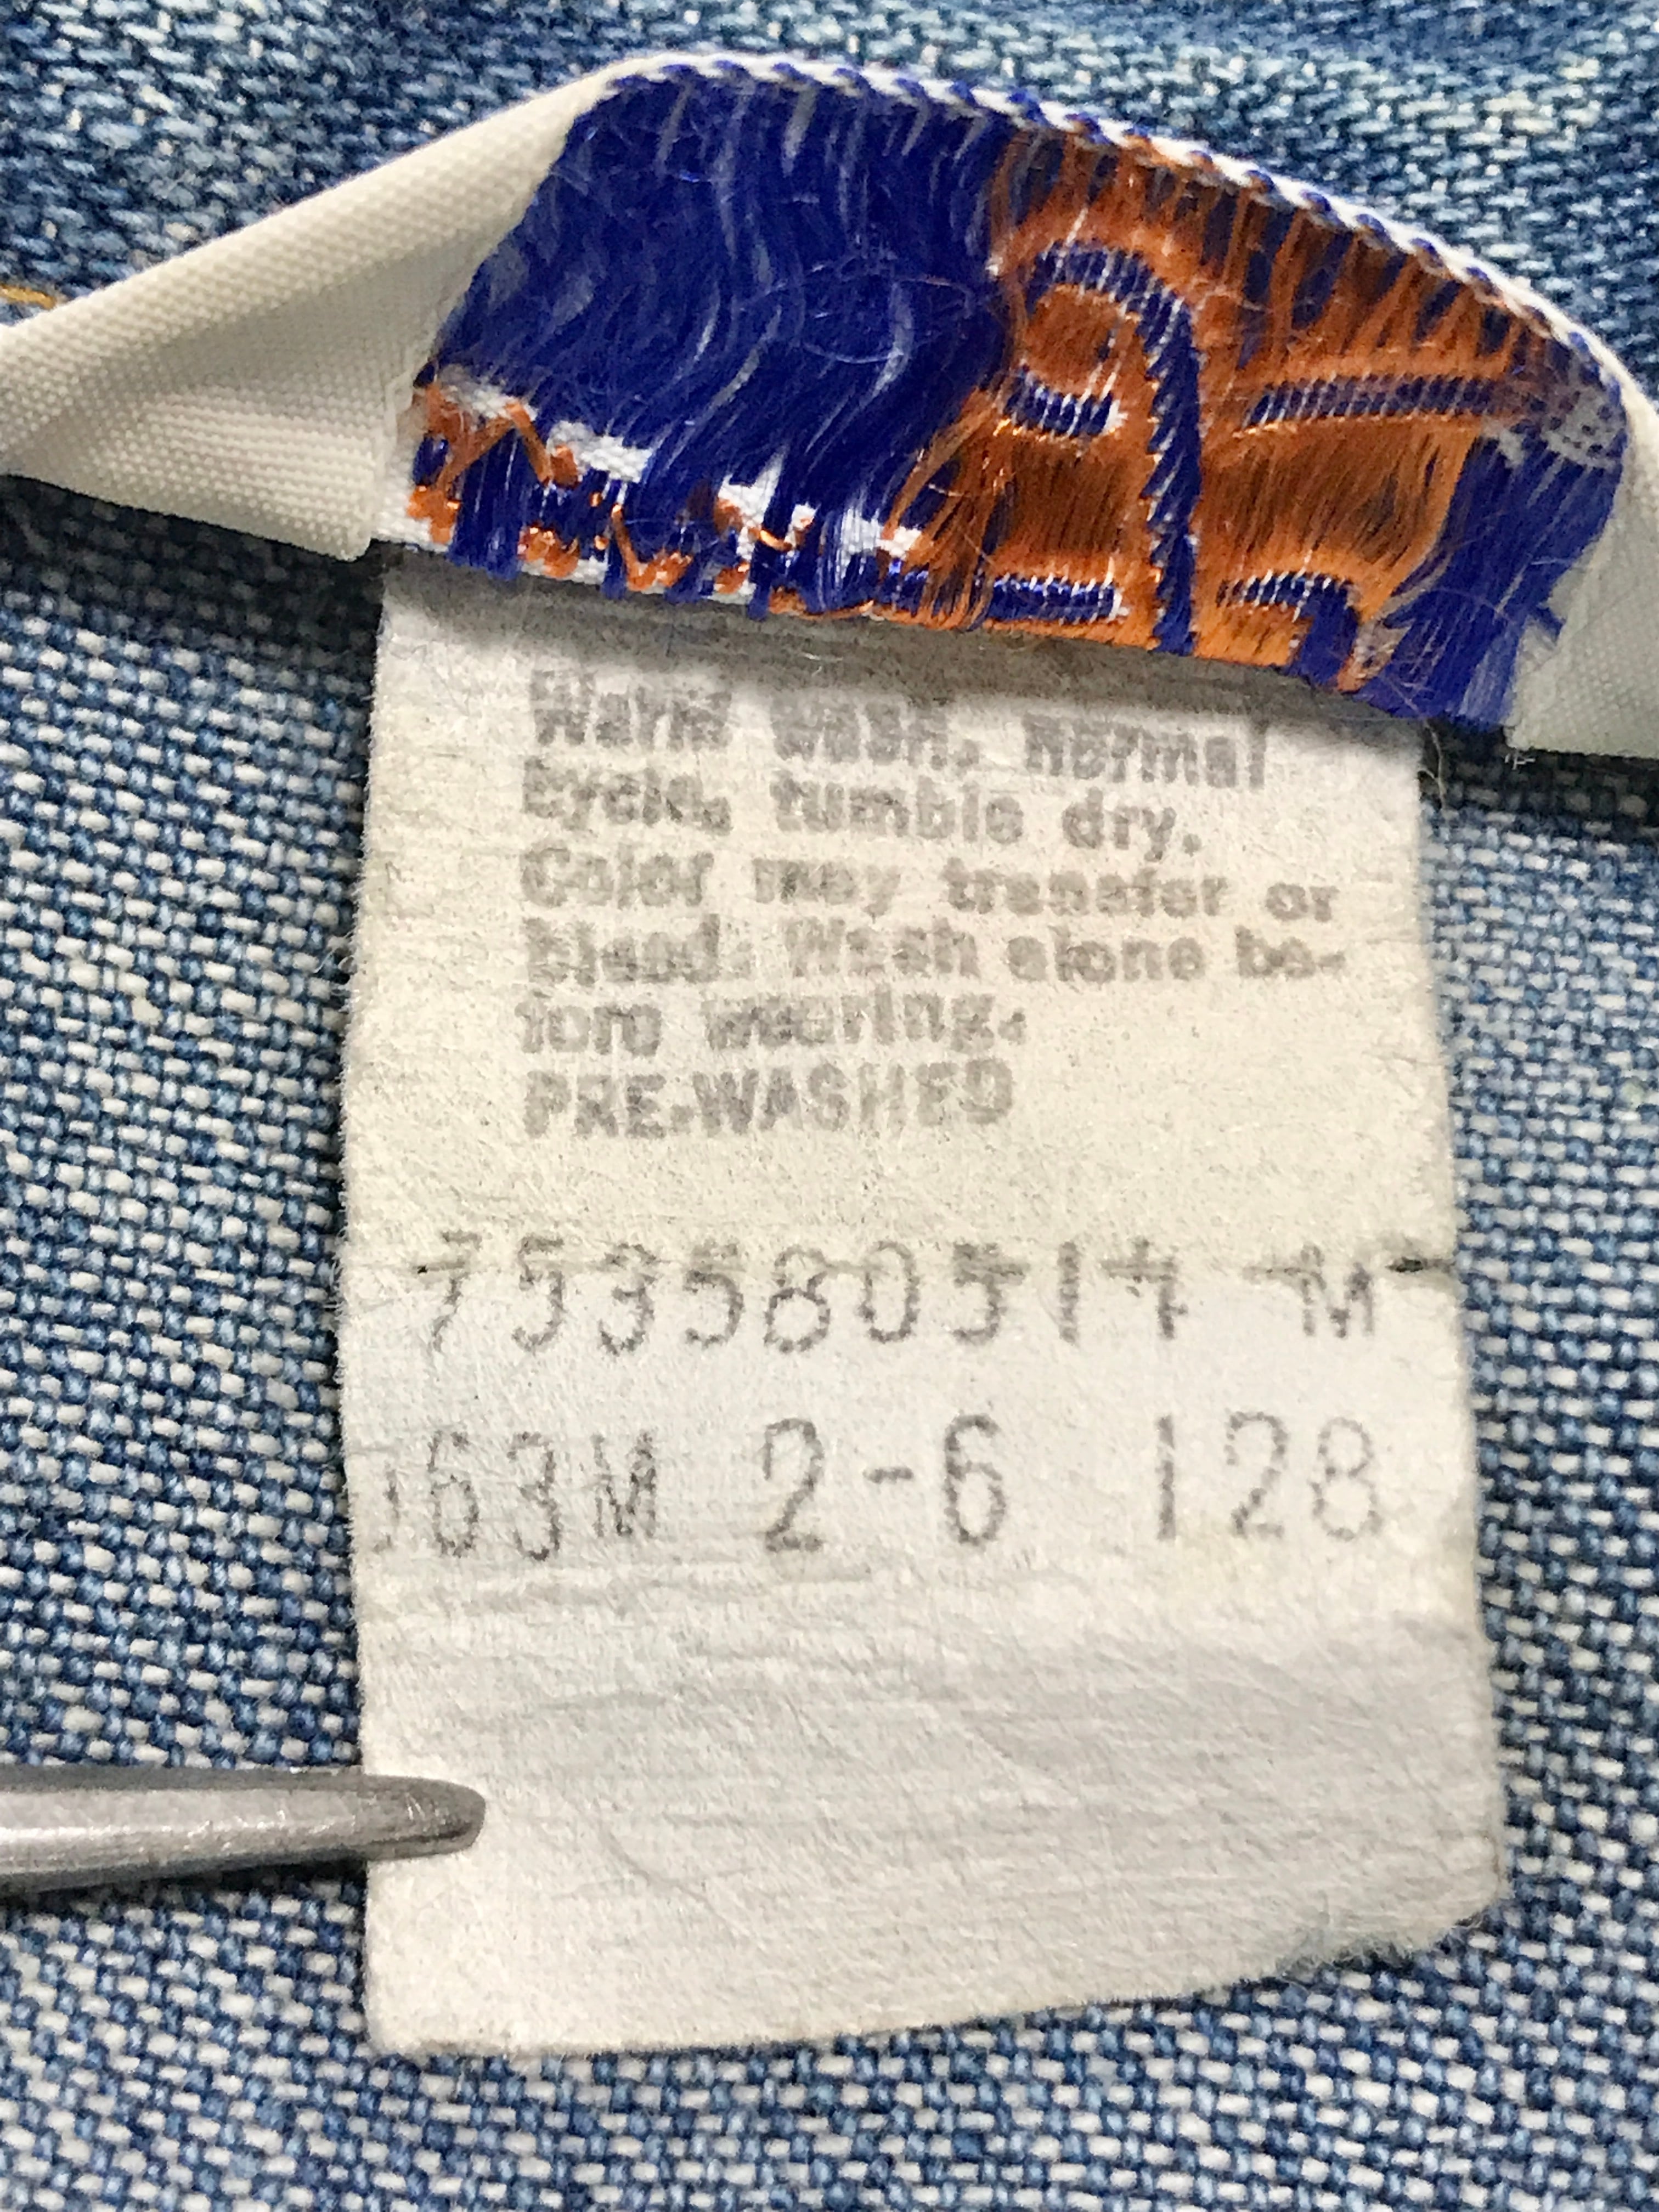 Warm wash, normal
cycle, tumble dry.
Color may transfer or
bleed. Wash alone be-
fore wearing.
PRE-WASHED
753580514 M
63M 2-6 128